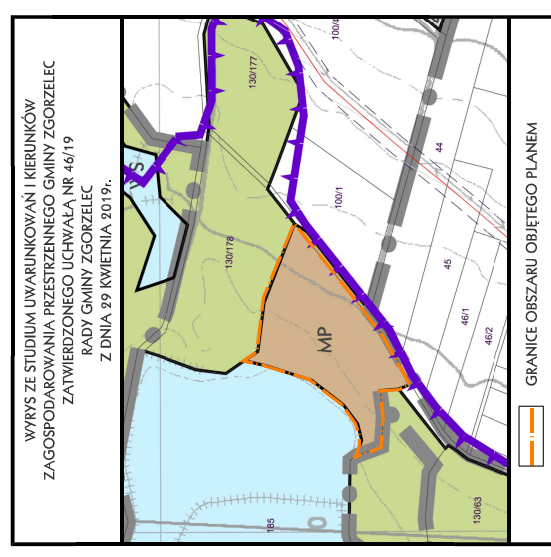 WYRYS ZE STUDIUM UWARUNKOWAŃ I KIERUNKÓW
ZAGOSPODAROWANIA PRZESTRZENNEGO GMINY ZGORZELEC
ZATWIERDZONEGO UCHWAŁĄ NR 46/19
RADY GMINY ZGORZELEC
Z DNIA 29 KWIETNIA 2019r.
WS
130/177
130/178
100/1
44
45
46/1
46/2
MP
185
130/63
GRANICE OBSZARU OBJĘTEGO PLANEM